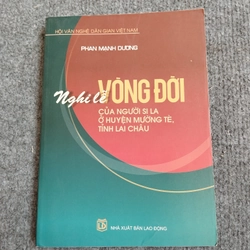 HỘI VĂN NGHỆ DÂN GIAN VIỆT NAM
PHAN MẠNH DƯƠNG
Nghi lễ VÒNG ĐỜI
CỦA NGƯỜI SI LA
Ở HUYỆN MƯỜNG TÈ,
TỈNH LAI CHÂU
NHÀ XUẤT BẢN LAO ĐỘNG